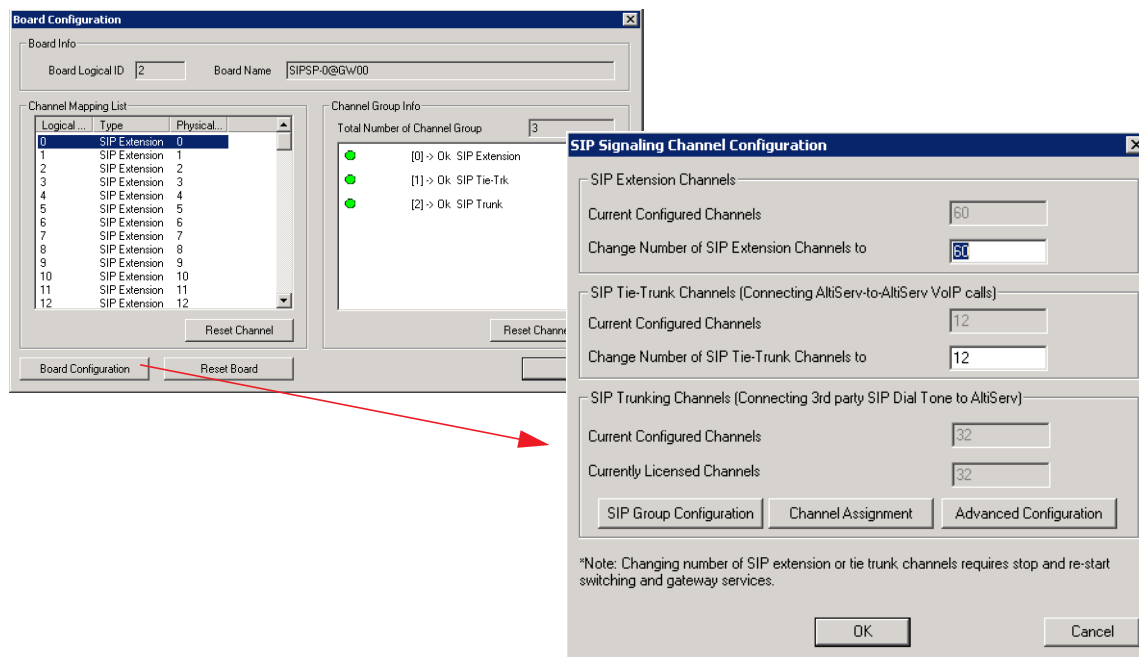 Board Configuration
Board Info
Board Logical ID 2 Board Name SIPSP-0@GW00
Channel Mapping List
Logical ... Type Physical...
0 SIP Extension 0
1 SIP Extension 1
2 SIP Extension 2
3 SIP Extension 3
4 SIP Extension 4
5 SIP Extension 5
6 SIP Extension 6
7 SIP Extension 7
8 SIP Extension 8
9 SIP Extension 9
10 SIP Extension 10
11 SIP Extension 11
12 SIP Extension 12
Reset Channel
Channel Group Info
Total Number of Channel Group 3
[0] -> Ok SIP Extension
[1] -> Ok SIP Tie-Trk
[2] -> Ok SIP Trunk
Reset Channe
Board Configuration Reset Board
SIP Signaling Channel Configuration
SIP Extension Channels
Current Configured Channels 60
Change Number of SIP Extension Channels to 60
SIP Tie-Trunk Channels (Connecting AltiServ-to-AltiServ VoIP calls)
Current Configured Channels 12
Change Number of SIP Tie-Trunk Channels to 12
SIP Trunking Channels (Connecting 3rd party SIP Dial Tone to AltiServ)
Current Configured Channels 32
Currently Licensed Channels 32
SIP Group Configuration Channel Assignment Advanced Configuration
*Note: Changing number of SIP extension or tie trunk channels requires stop and re-start
switching and gateway services.
OK Cancel